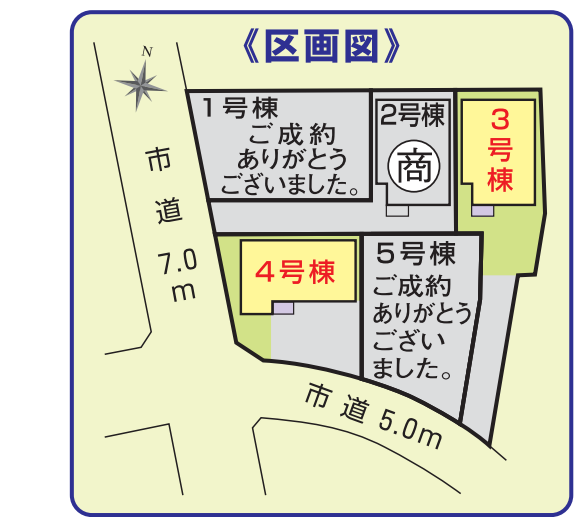 《区画図》
N
1号棟
ご成約
ありがとう
ございました。
2号棟
商
3号棟
市道
7.0
m
4号棟
5号棟
ご成約
ありがとう
ござい
ました。
市道5.0m